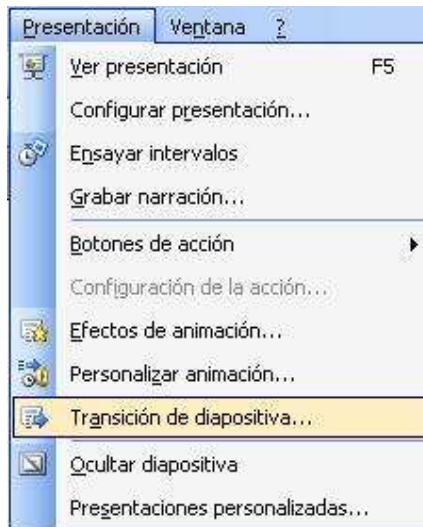 Presentación Ventana ?
Ver presentación F5
Configurar presentación...
Ensayar intervalos
Grabar narración...
Botones de acción
Configuración de la acción...
Efectos de animación...
Personalizar animación...
Transición de diapositiva...
Ocultar diapositiva
Presentaciones personalizadas...